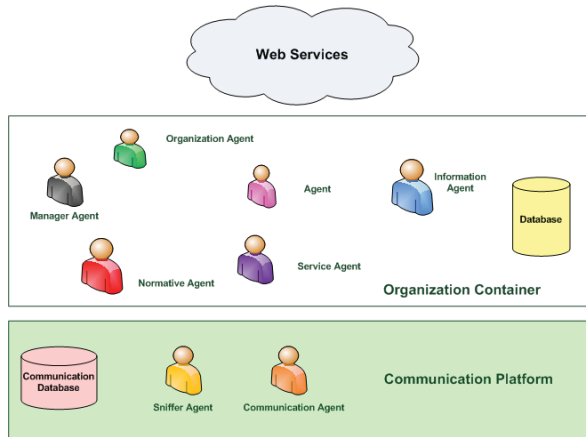 Web Services
Organization Agent
Manager Agent
Agent
Information
Agent
Database
Normative Agent
Service Agent
Organization Container
Communication
Database
Sniffer Agent
Communication Agent
Communication Platform